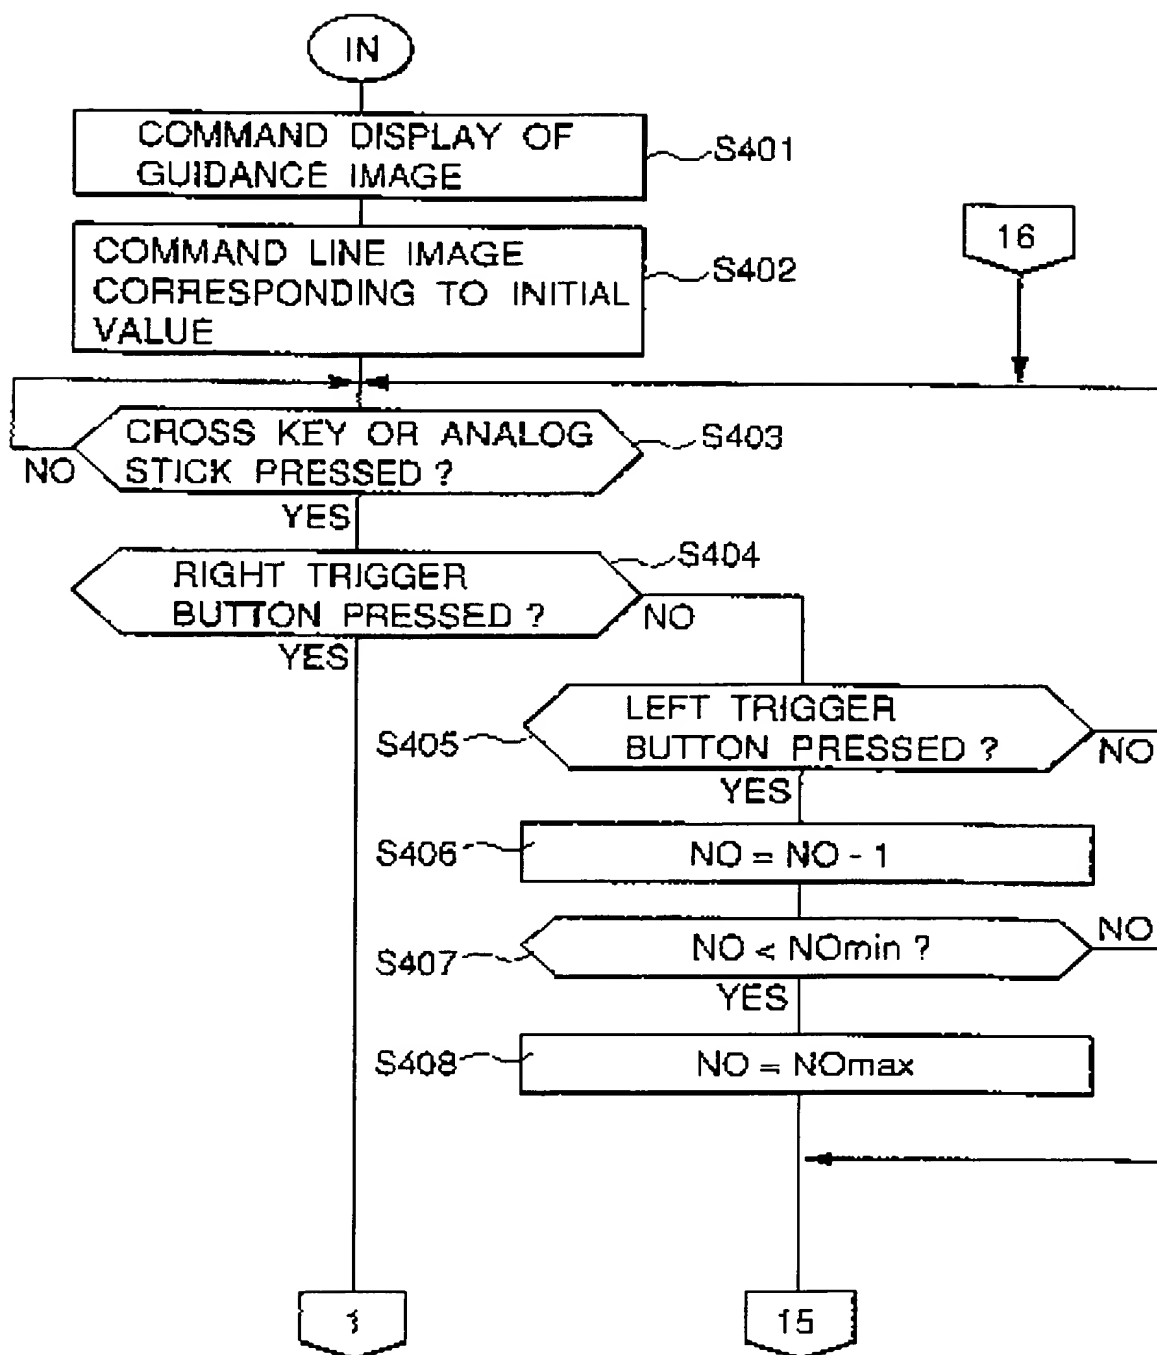 IN
COMMAND DISPLAY OF
GUIDANCE IMAGE
S401
COMMAND LINE IMAGE
CORRESPONDING TO INITIAL
VALUE
S402
16
CROSS KEY OR ANALOG
STICK PRESSED ?
S403
NO
YES
RIGHT TRIGGER
BUTTON PRESSED ?
S404
NO
YES
LEFT TRIGGER
BUTTON PRESSED ?
S405
NO
YES
S406
NO = NO - 1
S407
NO < NOmin ?
NO
YES
S408
NO = NOmax
1
15